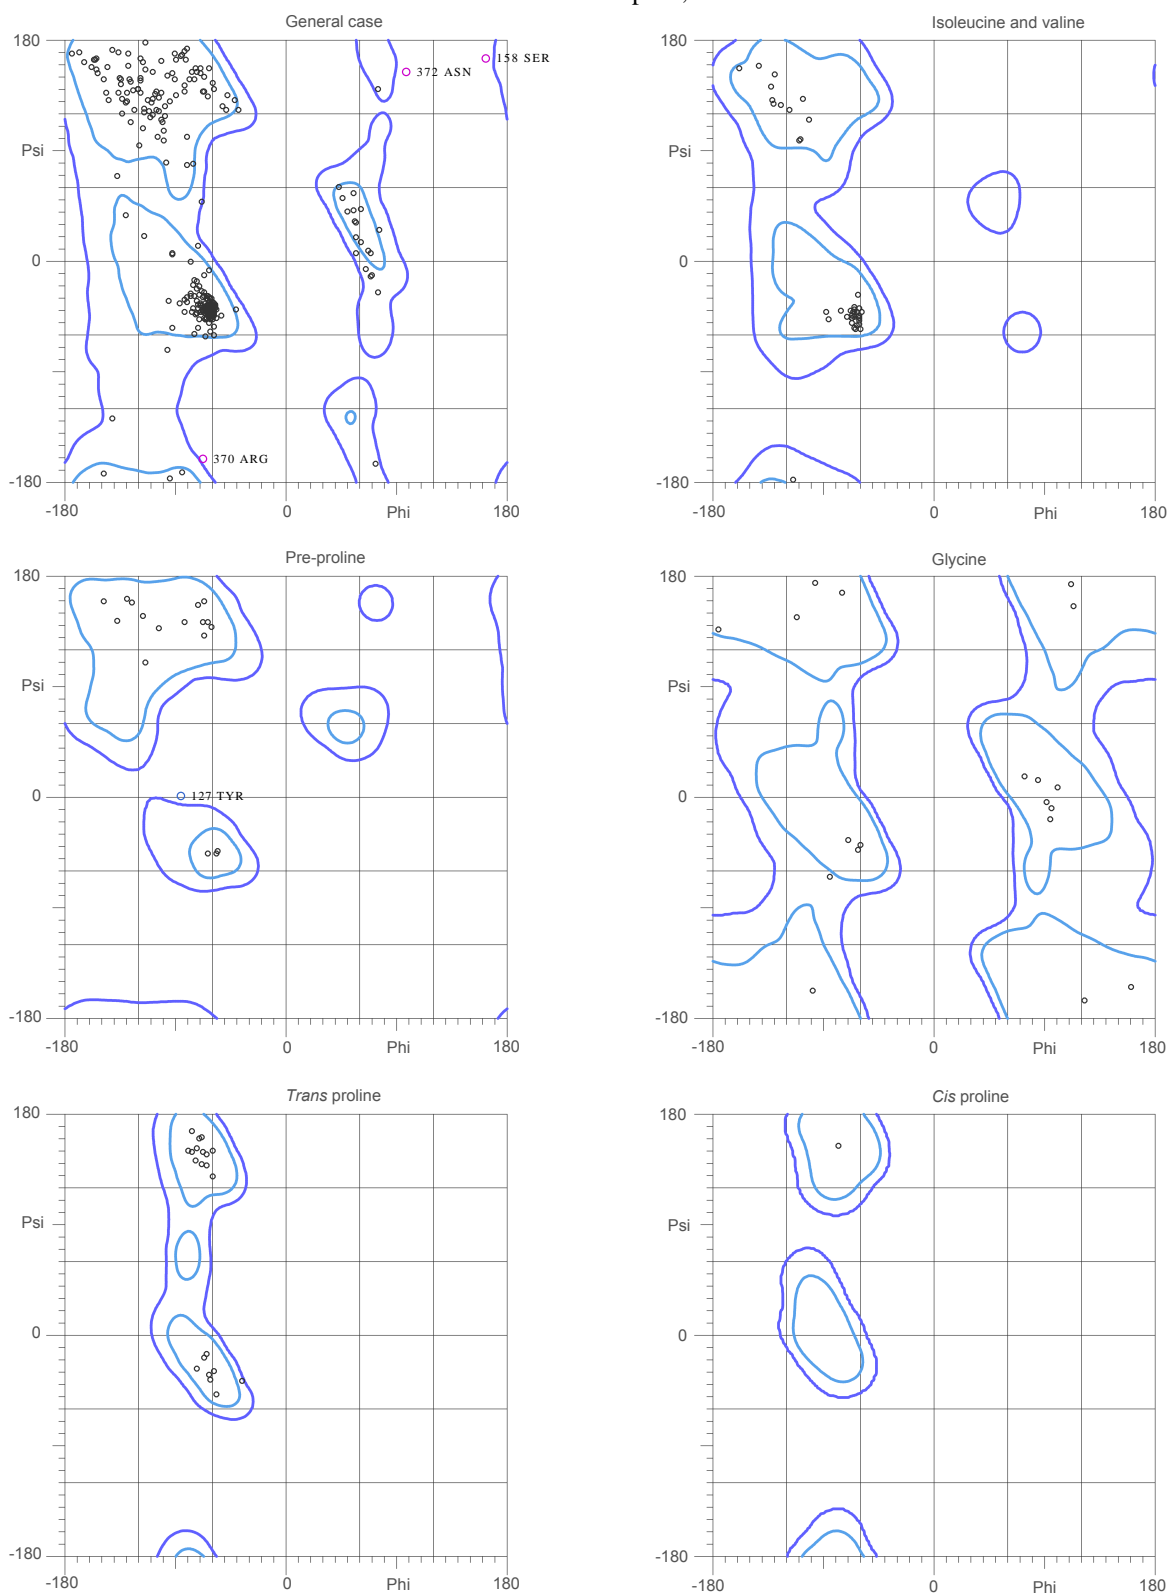 General case
180
Psi
0
-180
-180
0
Phi
180
158 SER
372 ASN
370 ARG
Isoleucine and valine
180
Psi
0
-180
-180
0
Phi
180
Pre-proline
180
Psi
0
-180
-180
0
Phi
180
127 TYR
Glycine
180
Psi
0
-180
-180
0
Phi
180
Trans proline
180
Psi
0
-180
-180
0
Phi
180
Cis proline
180
Psi
0
-180
-180
0
Phi
180